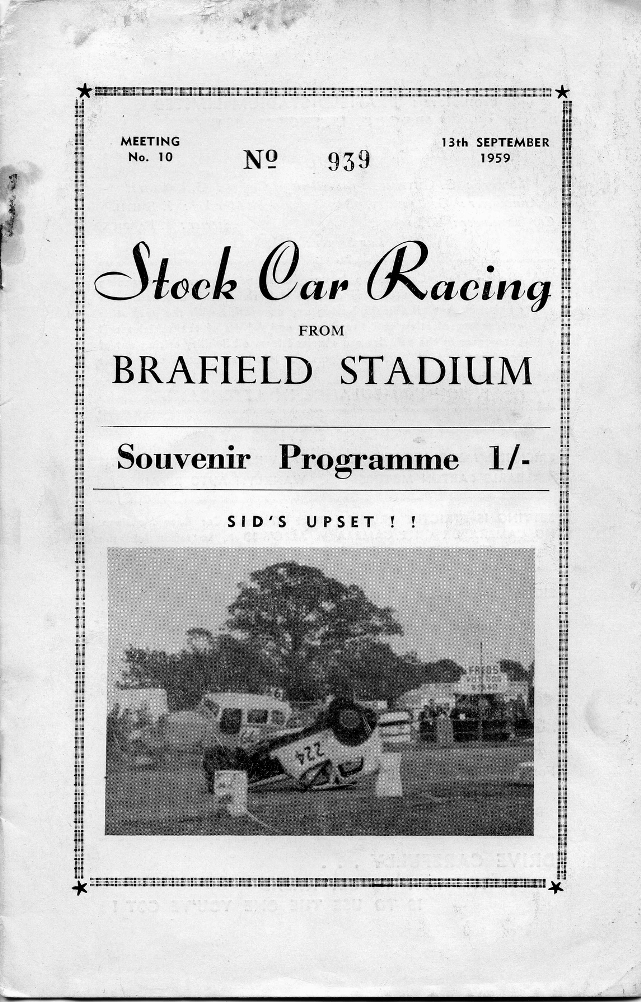 MEETING
No. 10
Nº 939
13th SEPTEMBER
1959
Stock Car Racing
FROM
BRAFIELD STADIUM
Souvenir Programme 1/-
SID'S UPSET ! !
224